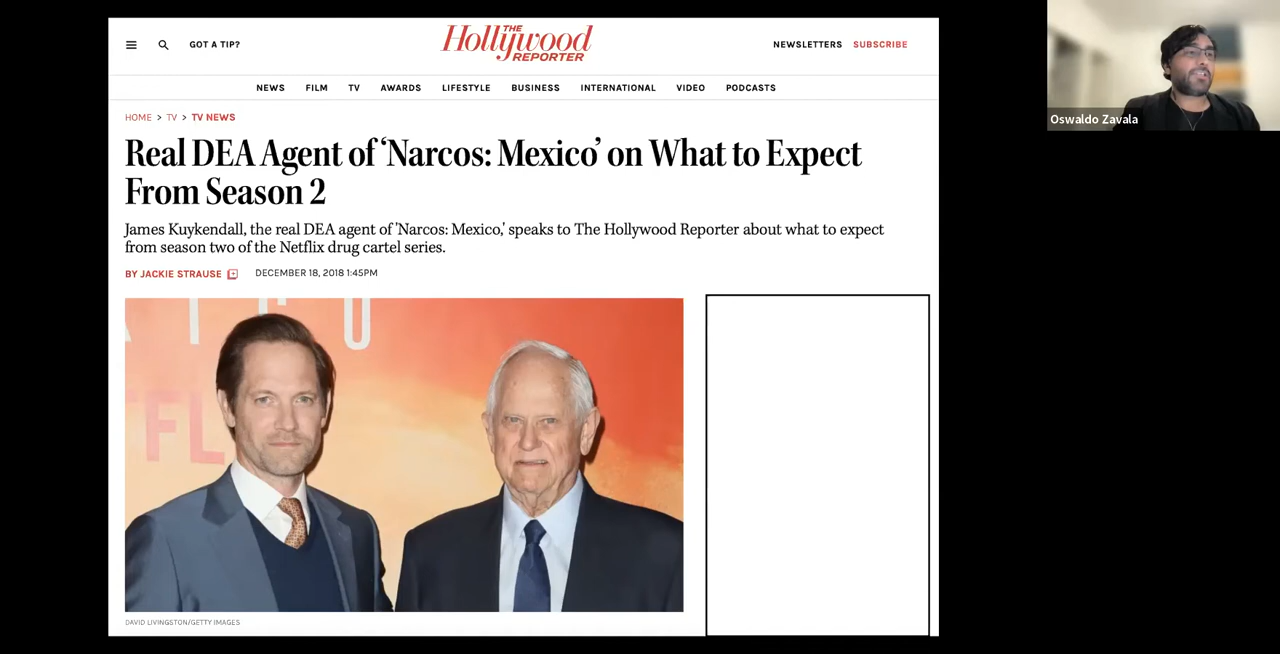 GOT A TIP?
THE
Hollywood
REPORTER
NEWSLETTERS SUBSCRIBE
NEWS FILM TV AWARDS LIFESTYLE BUSINESS INTERNATIONAL VIDEO PODCASTS
HOME > TV > TV NEWS
Real DEA Agent of ‘Narcos: Mexico’ on What to Expect
From Season 2
James Kuykendall, the real DEA agent of 'Narcos: Mexico,' speaks to The Hollywood Reporter about what to expect
from season two of the Netflix drug cartel series.
BY JACKIE STRAUSE DECEMBER 18, 2018 1:45PM
I C O
TFL
DAVID LIVINGSTON/GETTY IMAGES
Oswaldo Zavala